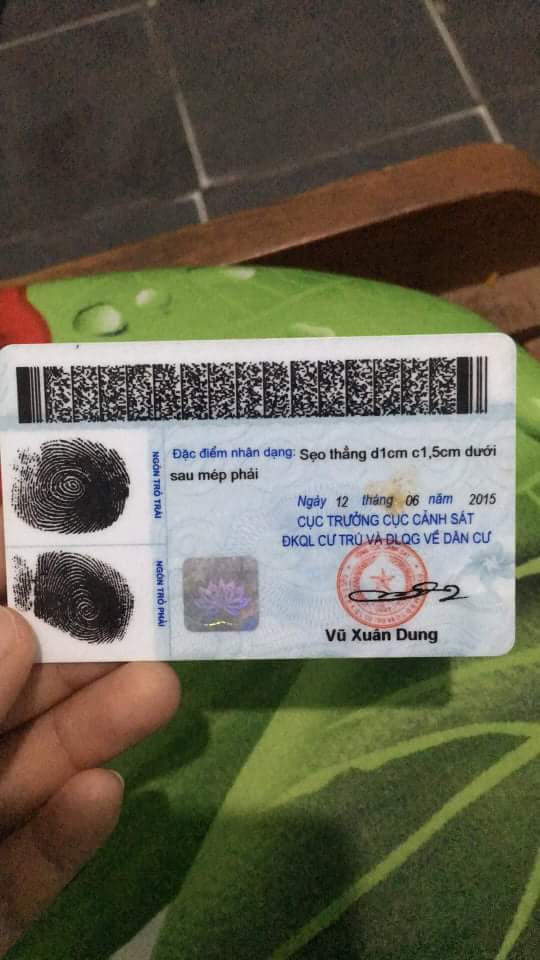 Đặc điểm nhân dạng: Sẹo thẳng d1cm c1,5cm dưới
sau mép phải
NGÓN TRỎ TRÁI
Ngày 12 tháng 06 năm 2015
CỤC TRƯỞNG CỤC CẢNH SÁT
ĐKQL CƯ TRÚ VÀ DLQG VỀ DÂN CƯ
NGÓN TRỎ PHẢI
Vũ Xuân Dung